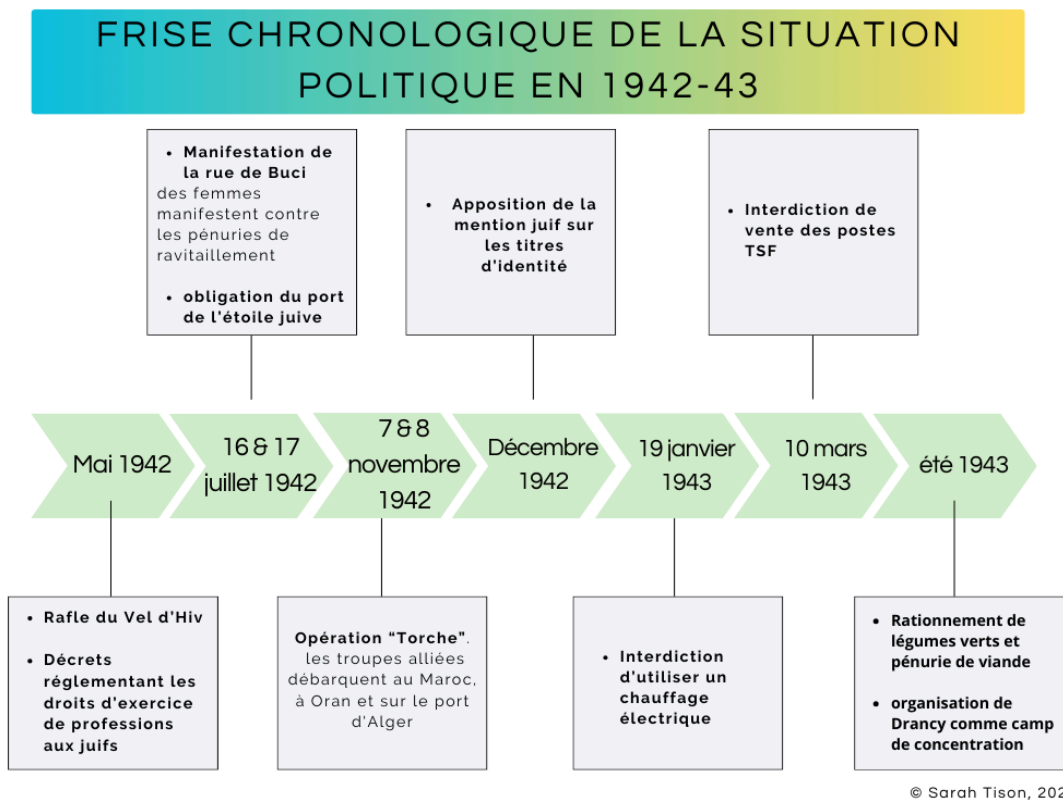 FRISE CHRONOLOGIQUE DE LA SITUATION
POLITIQUE EN 1942-43
• Manifestation de
la rue de Buci
des femmes
manifestent contre
les pénuries de
ravitaillement
• obligation du port
de l'étoile juive
• Apposition de la
mention juif sur
les titres
d'identité
• Interdiction de
vente des postes
TSF
Mai 1942
16 & 17
juillet 1942
7 & 8
novembre
1942
Décembre
1942
19 janvier
1943
10 mars
1943
été 1943
• Rafle du Vel d'Hiv
• Décrets
réglementant les
droits d'exercice
de professions
aux juifs
Opération “Torche”.
les troupes alliées
débarquent au Maroc,
à Oran et sur le port
d'Alger
• Interdiction
d'utiliser un
chauffage
électrique
• Rationnement de
légumes verts et
pénurie de viande
• organisation de
Drancy comme camp
de concentration
© Sarah Tison,